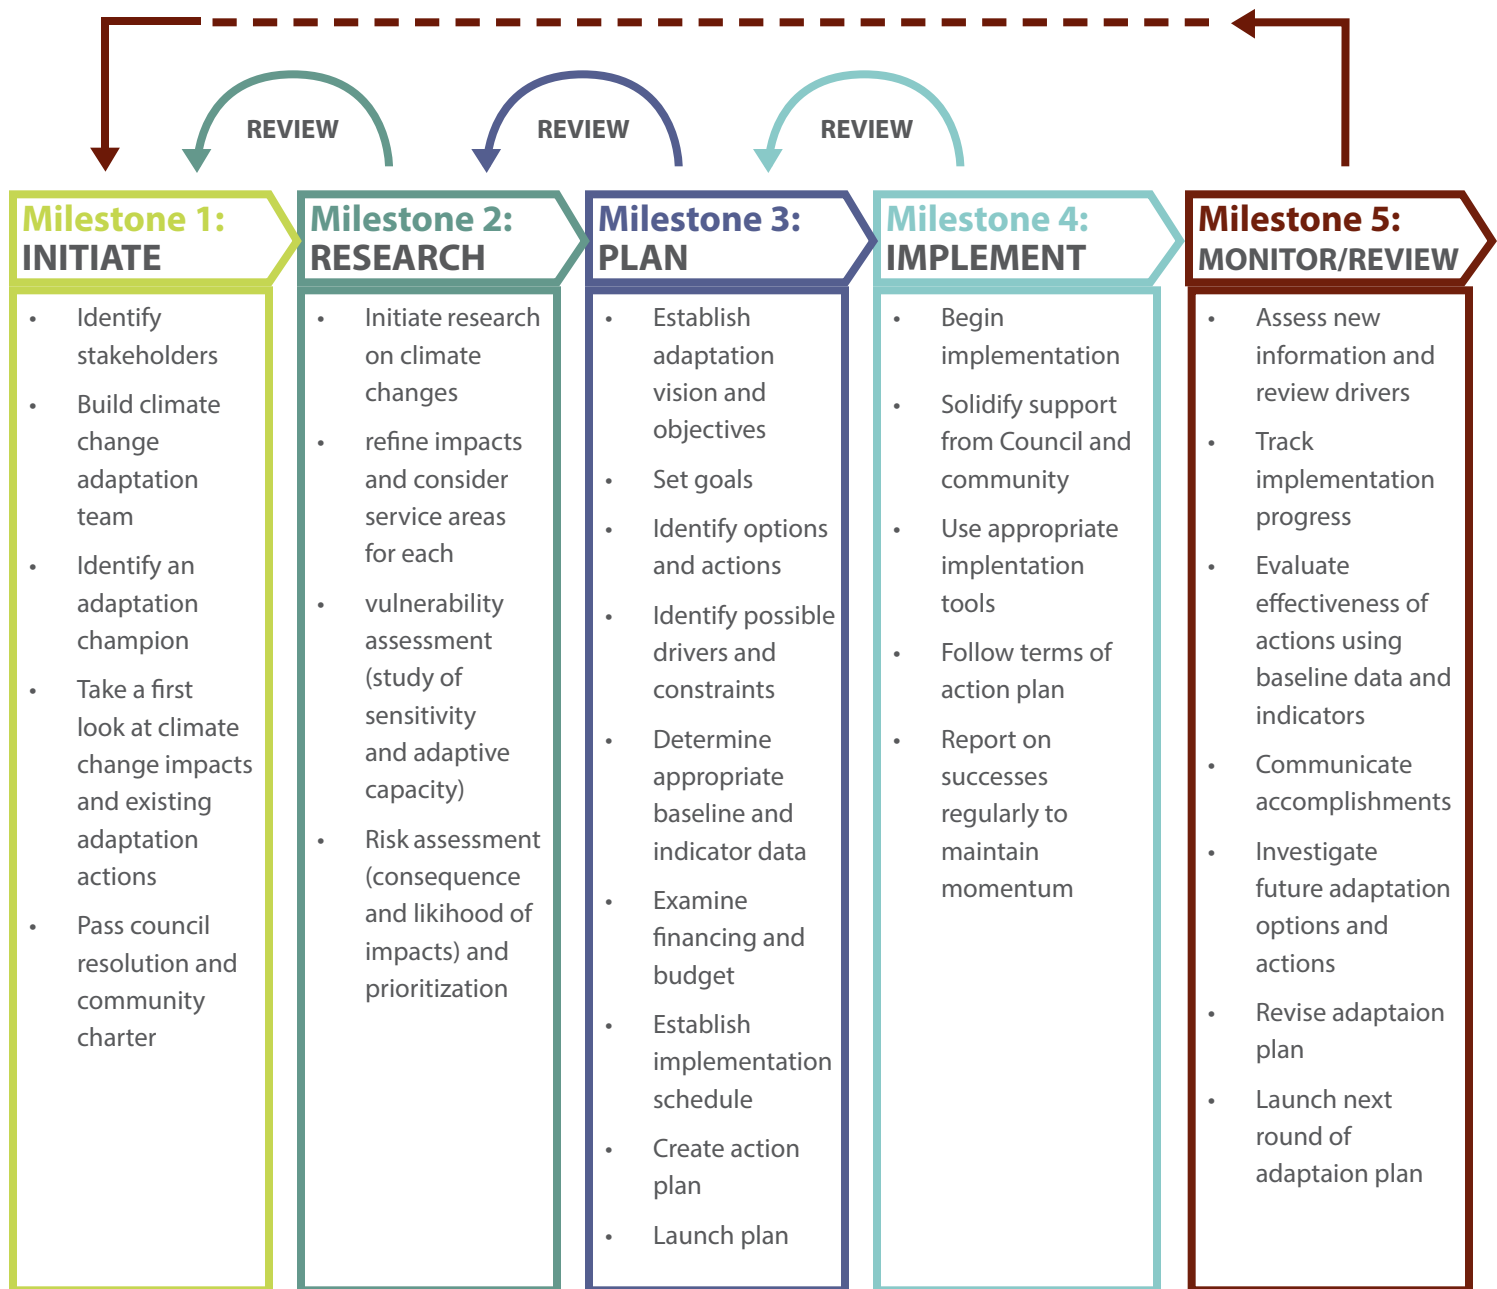 REVIEW
REVIEW
REVIEW
Milestone 1:
INITIATE
• Identify
stakeholders
• Build climate
change
adaptation
team
• Identify an
adaptation
champion
• Take a first
look at climate
change impacts
and existing
adaptation
actions
• Pass council
resolution and
community
charter
Milestone 2:
RESEARCH
• Initiate research
on climate
changes
• refine impacts
and consider
service areas
for each
• vulnerability
assessment
(study of
sensitivity
and adaptive
capacity)
• Risk assessment
(consequence
and likihood of
impacts) and
prioritization
Milestone 3:
PLAN
• Establish
adaptation
vision and
objectives
• Set goals
• Identify options
and actions
• Identify possible
drivers and
constraints
• Determine
appropriate
baseline and
indicator data
• Examine
financing and
budget
• Establish
implementation
schedule
• Create action
plan
• Launch plan
Milestone 4:
IMPLEMENT
• Begin
implementation
• Solidify support
from Council and
community
• Use appropriate
implentation
tools
• Follow terms of
action plan
• Report on
successes
regularly to
maintain
momentum
Milestone 5:
MONITOR/REVIEW
• Assess new
information and
review drivers
• Track
implementation
progress
• Evaluate
effectiveness of
actions using
baseline data and
indicators
• Communicate
accomplishments
• Investigate
future adaptation
options and
actions
• Revise adaptaion
plan
• Launch next
round of
adaptaion plan